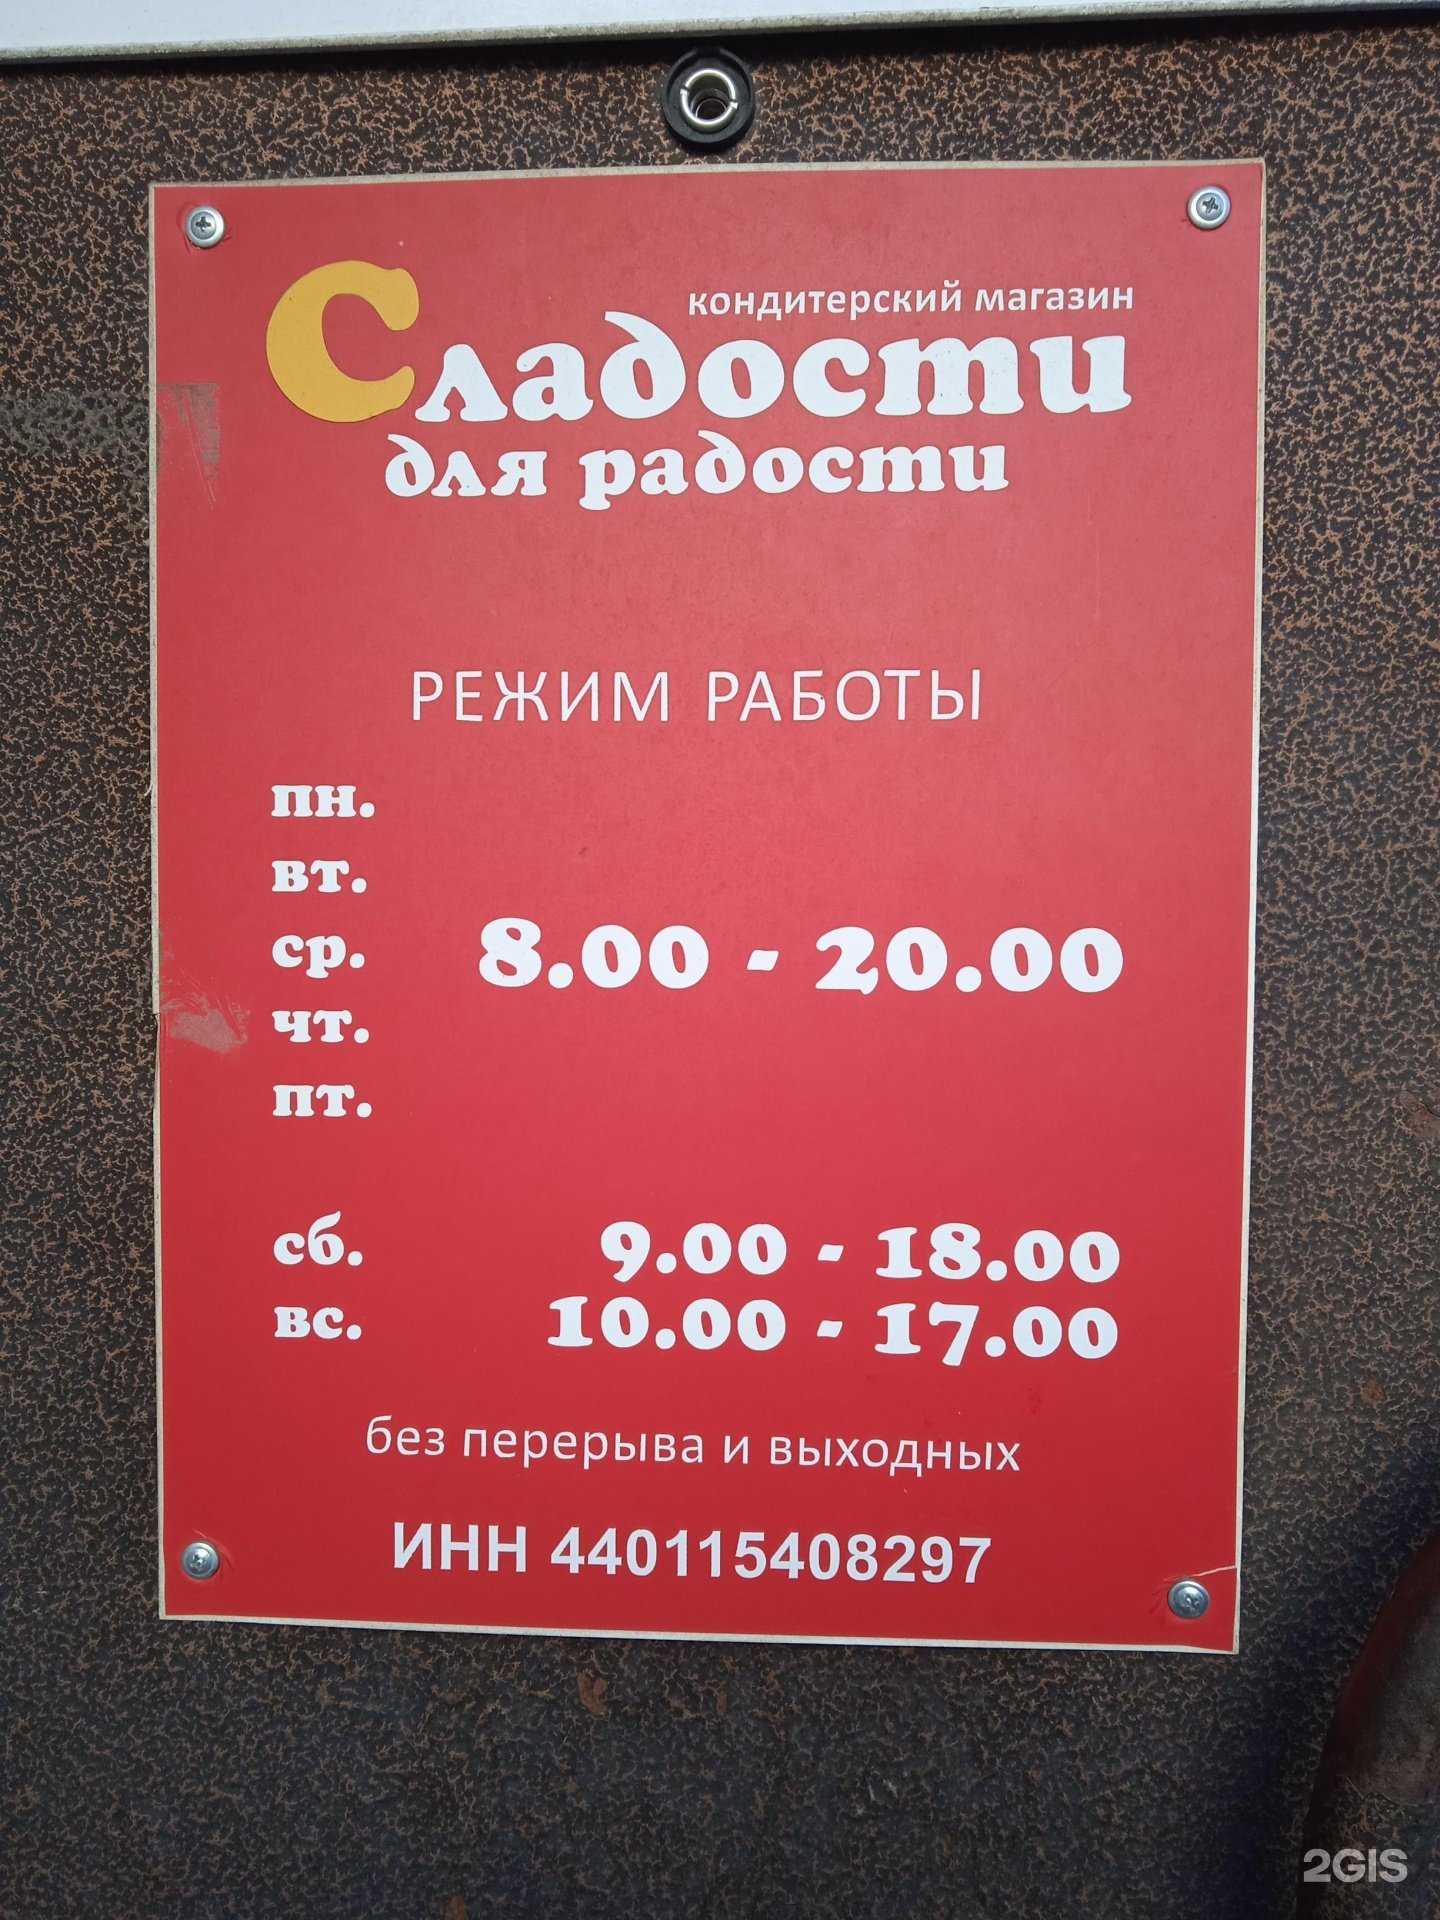 кондитерский магазин
Сладости
для радости
РЕЖИМ РАБОТЫ
пн.
вт.
ср. 8.00 - 20.00
чт.
пт.
сб. 9.00 - 18.00
вс. 10.00 - 17.00
без перерыва и выходных
ИНН 440115408297
2GIS